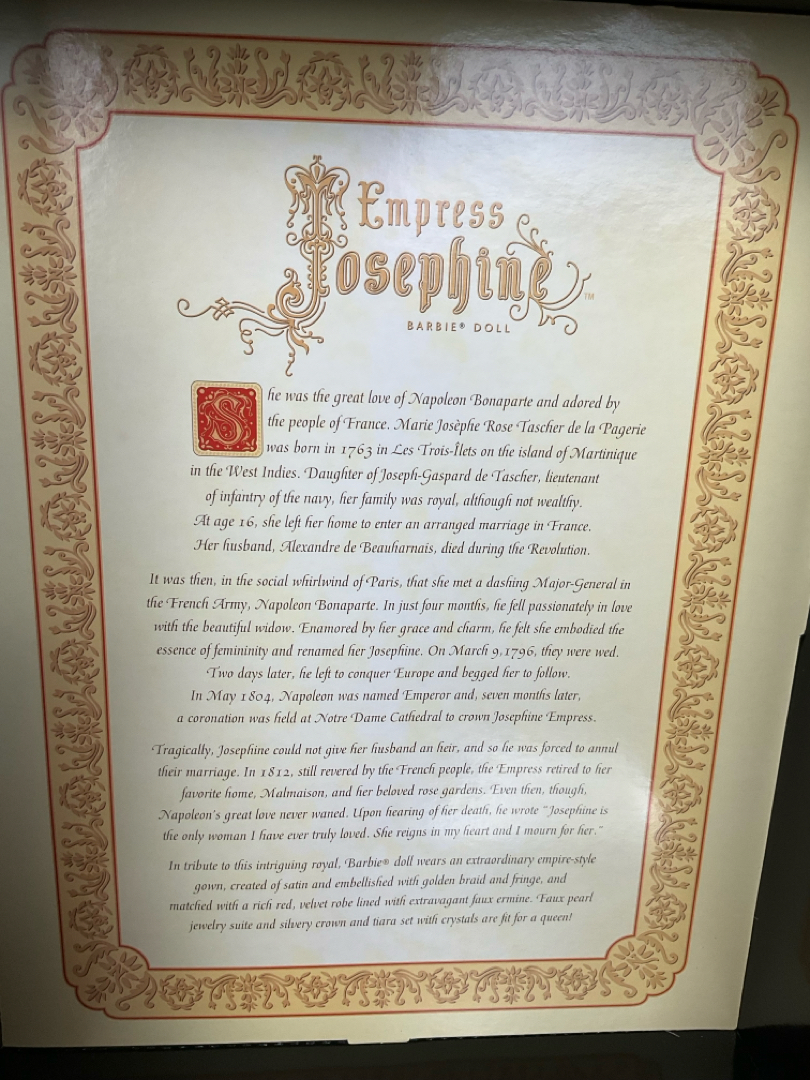 Empress
Josephine™
BARBIE® DOLL
She was the great love of Napoleon Bonaparte and adored by
the people of France. Marie Josèphe Rose Tascher de la Pagerie
was born in 1763 in Les Trois-Îlets on the island of Martinique
in the West Indies. Daughter of Joseph-Gaspard de Tascher, lieutenant
of infantry of the navy, her family was royal, although not wealthy.
At age 16, she left her home to enter an arranged marriage in France.
Her husband, Alexandre de Beauharnais, died during the Revolution.
It was then, in the social whirlwind of Paris, that she met a dashing Major-General in
the French Army, Napoleon Bonaparte. In just four months, he fell passionately in love
with the beautiful widow. Enamored by her grace and charm, he felt she embodied the
essence of femininity and renamed her Josephine. On March 9,1796, they were wed.
Two days later, he left to conquer Europe and begged her to follow.
In May 1804, Napoleon was named Emperor and, seven months later,
a coronation was held at Notre Dame Cathedral to crown Josephine Empress.
Tragically, Josephine could not give her husband an heir, and so he was forced to annul
their marriage. In 1812, still revered by the French people, the Empress retired to her
favorite home, Malmaison, and her beloved rose gardens. Even then, though,
Napoleon's great love never waned. Upon hearing of her death, he wrote "Josephine is
the only woman I have ever truly loved. She reigns in my heart and I mourn for her."
In tribute to this intriguing royal, Barbie® doll wears an extraordinary empire-style
gown, created of satin and embellished with golden braid and fringe, and
matched with a rich red, velvet robe lined with extravagant faux ermine. Faux pearl
jewelry suite and silvery crown and tiara set with crystals are fit for a queen!